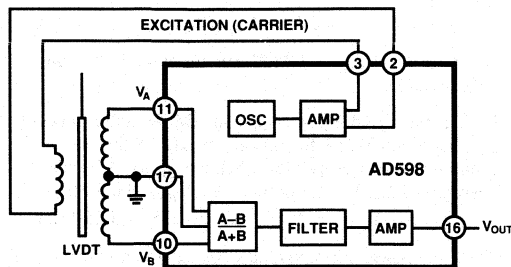 EXCITATION (CARRIER)
3
2
VA
11
OSC
AMP
AD598
17
A–B
A+B
FILTER
AMP
16
VOUT
LVDT
10
VB